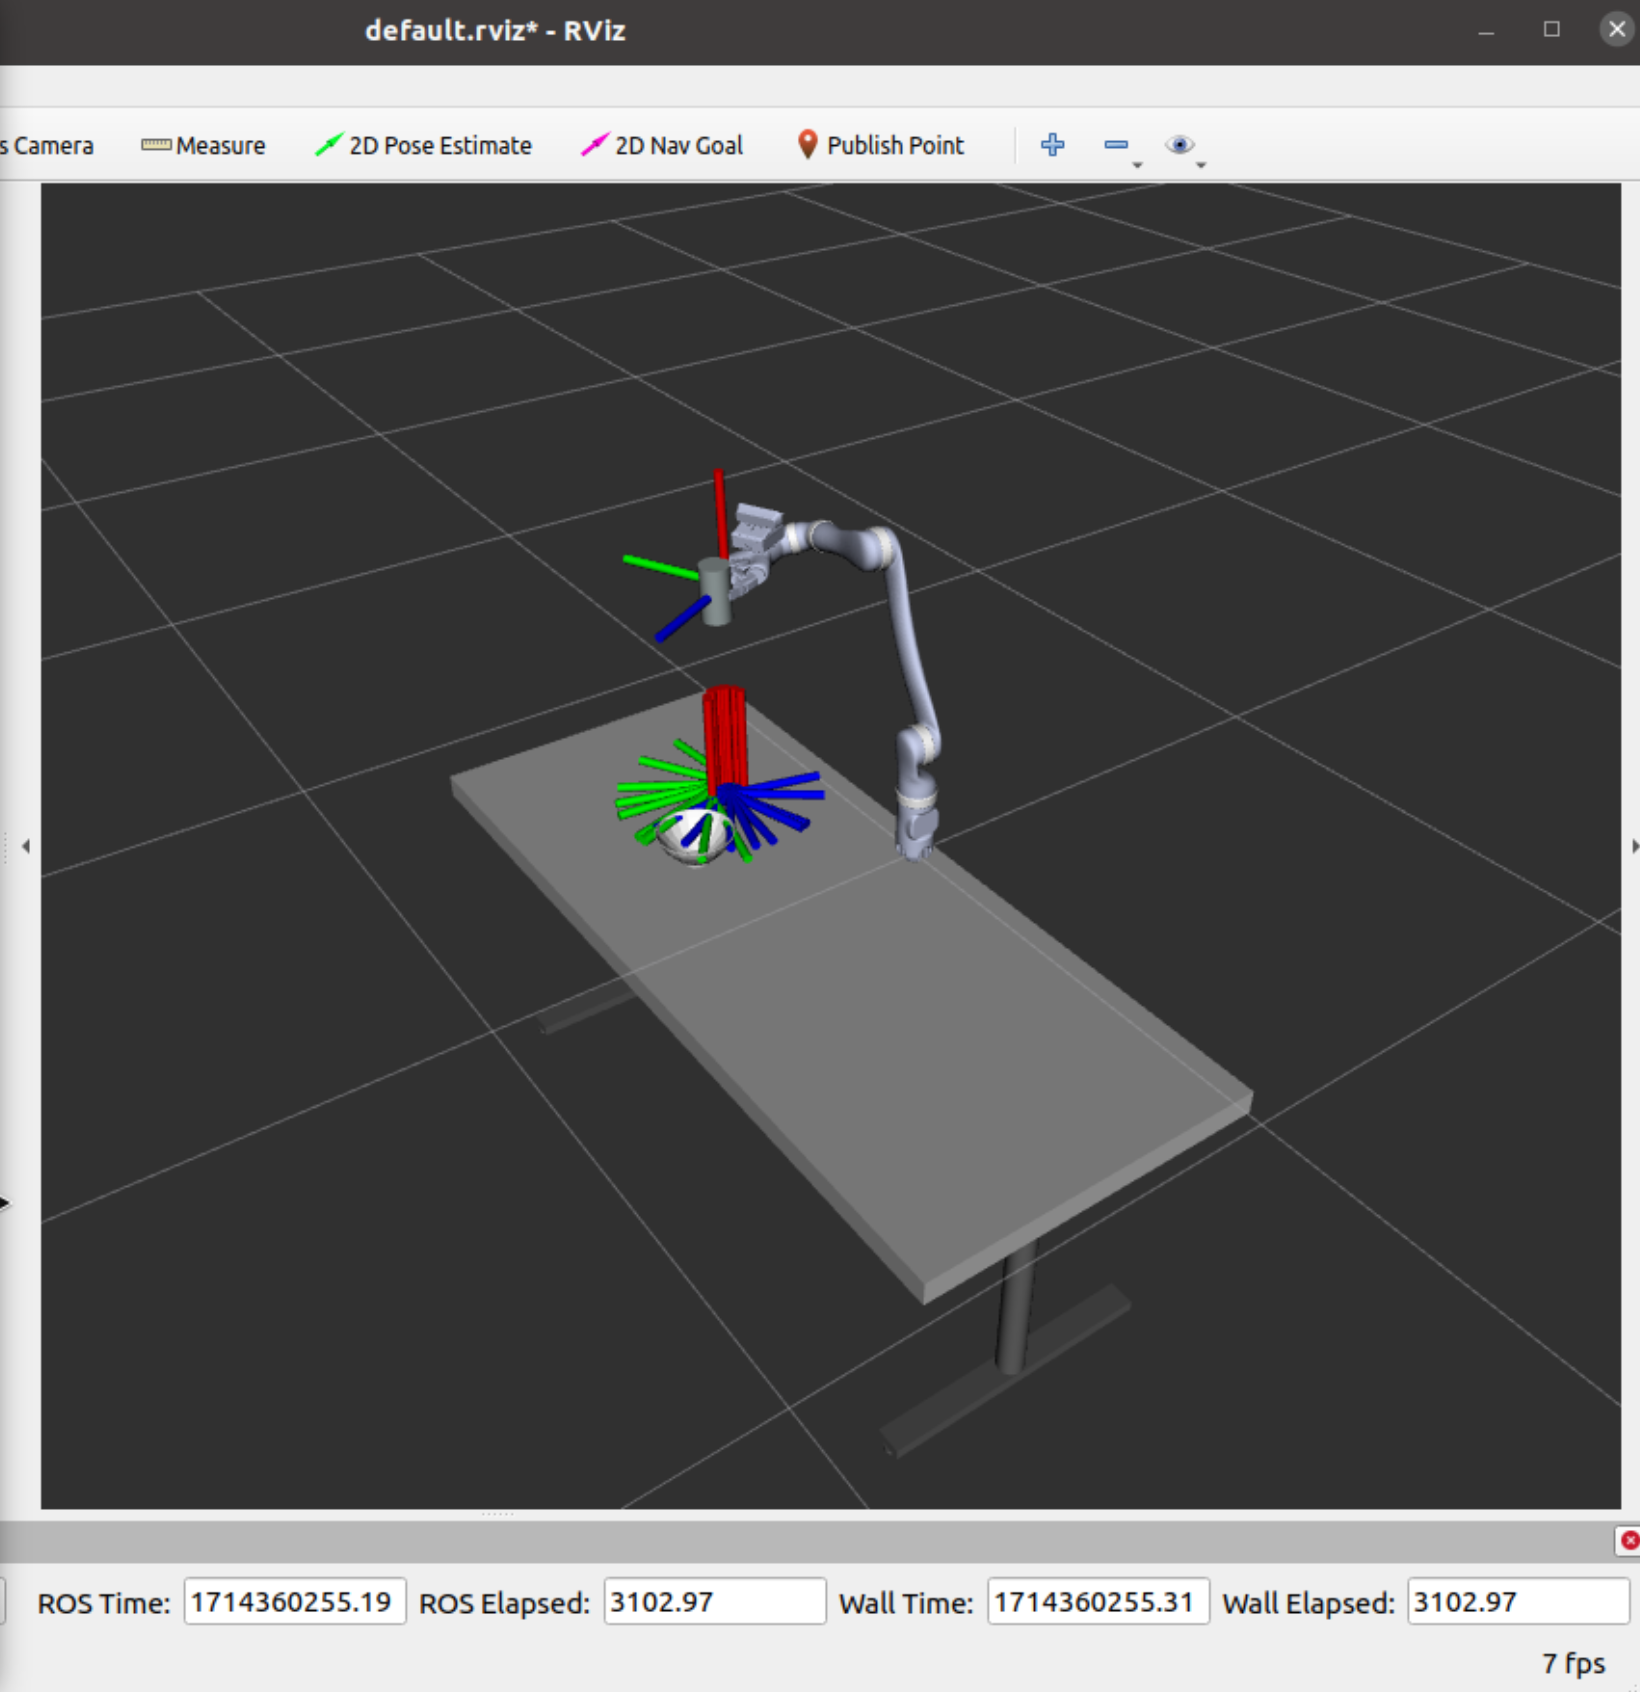 default.rviz* - RViz
s Camera Measure 2D Pose Estimate 2D Nav Goal Publish Point
ROS Time: 1714360255.19 ROS Elapsed: 3102.97 Wall Time: 1714360255.31 Wall Elapsed: 3102.97
7 fps